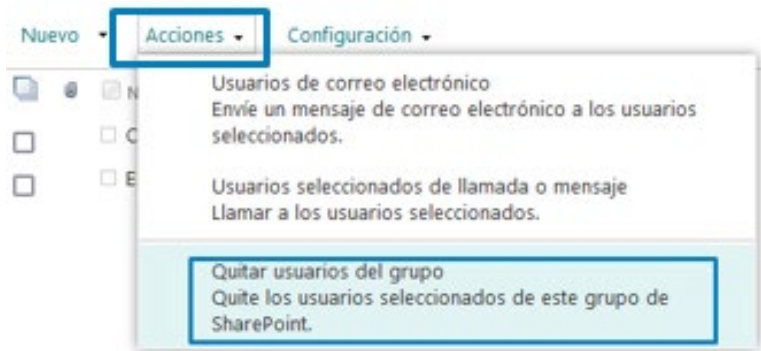 Nuevo Acciones Configuración
Usuarios de correo electrónico
Envíe un mensaje de correo electrónico a los usuarios
seleccionados.
Usuarios seleccionados de llamada o mensaje
Llamar a los usuarios seleccionados.
Quitar usuarios del grupo
Quite los usuarios seleccionados de este grupo de
SharePoint.